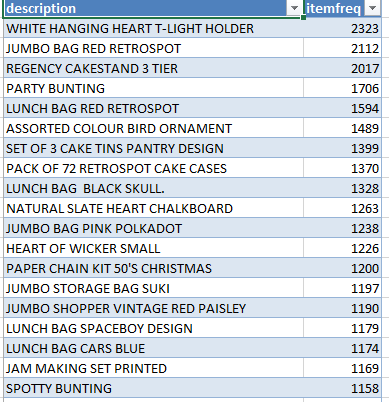 description itemfreq
WHITE HANGING HEART T-LIGHT HOLDER 2323
JUMBO BAG RED RETROSPOT 2112
REGENCY CAKESTAND 3 TIER 2017
PARTY BUNTING 1706
LUNCH BAG RED RETROSPOT 1594
ASSORTED COLOUR BIRD ORNAMENT 1489
SET OF 3 CAKE TINS PANTRY DESIGN 1399
PACK OF 72 RETROSPOT CAKE CASES 1370
LUNCH BAG  BLACK SKULL. 1328
NATURAL SLATE HEART CHALKBOARD 1263
JUMBO BAG PINK POLKADOT 1238
HEART OF WICKER SMALL 1226
PAPER CHAIN KIT 50'S CHRISTMAS 1200
JUMBO STORAGE BAG SUKI 1197
JUMBO SHOPPER VINTAGE RED PAISLEY 1190
LUNCH BAG SPACEBOY DESIGN 1179
LUNCH BAG CARS BLUE 1174
JAM MAKING SET PRINTED 1169
SPOTTY BUNTING 1158